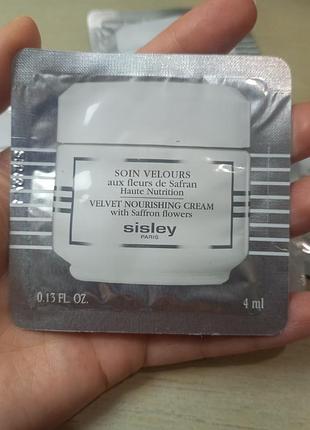 SOIN VELOURS
aux fleurs de Safran
Haute Nutrition
VELVET NOURISHING CREAM
with Saffron flowers
sisley
PARIS
0.13 FL. OZ.
4 ml